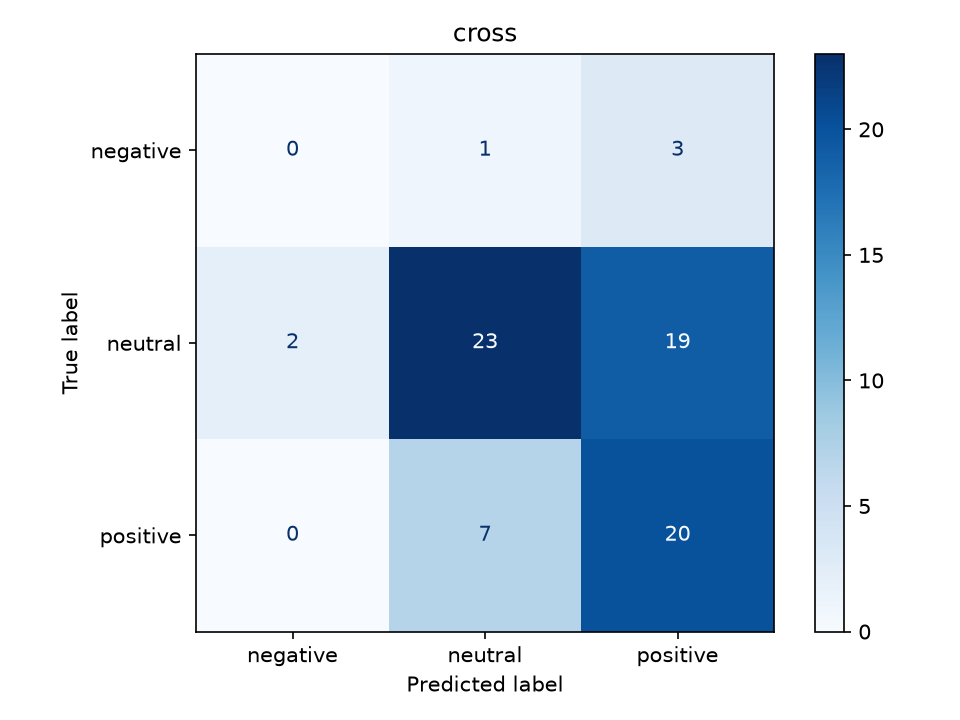 cross
negative 0 1 3
neutral 2 23 19
positive 0 7 20
negative neutral positive
Predicted label
True label
20
15
10
5
0